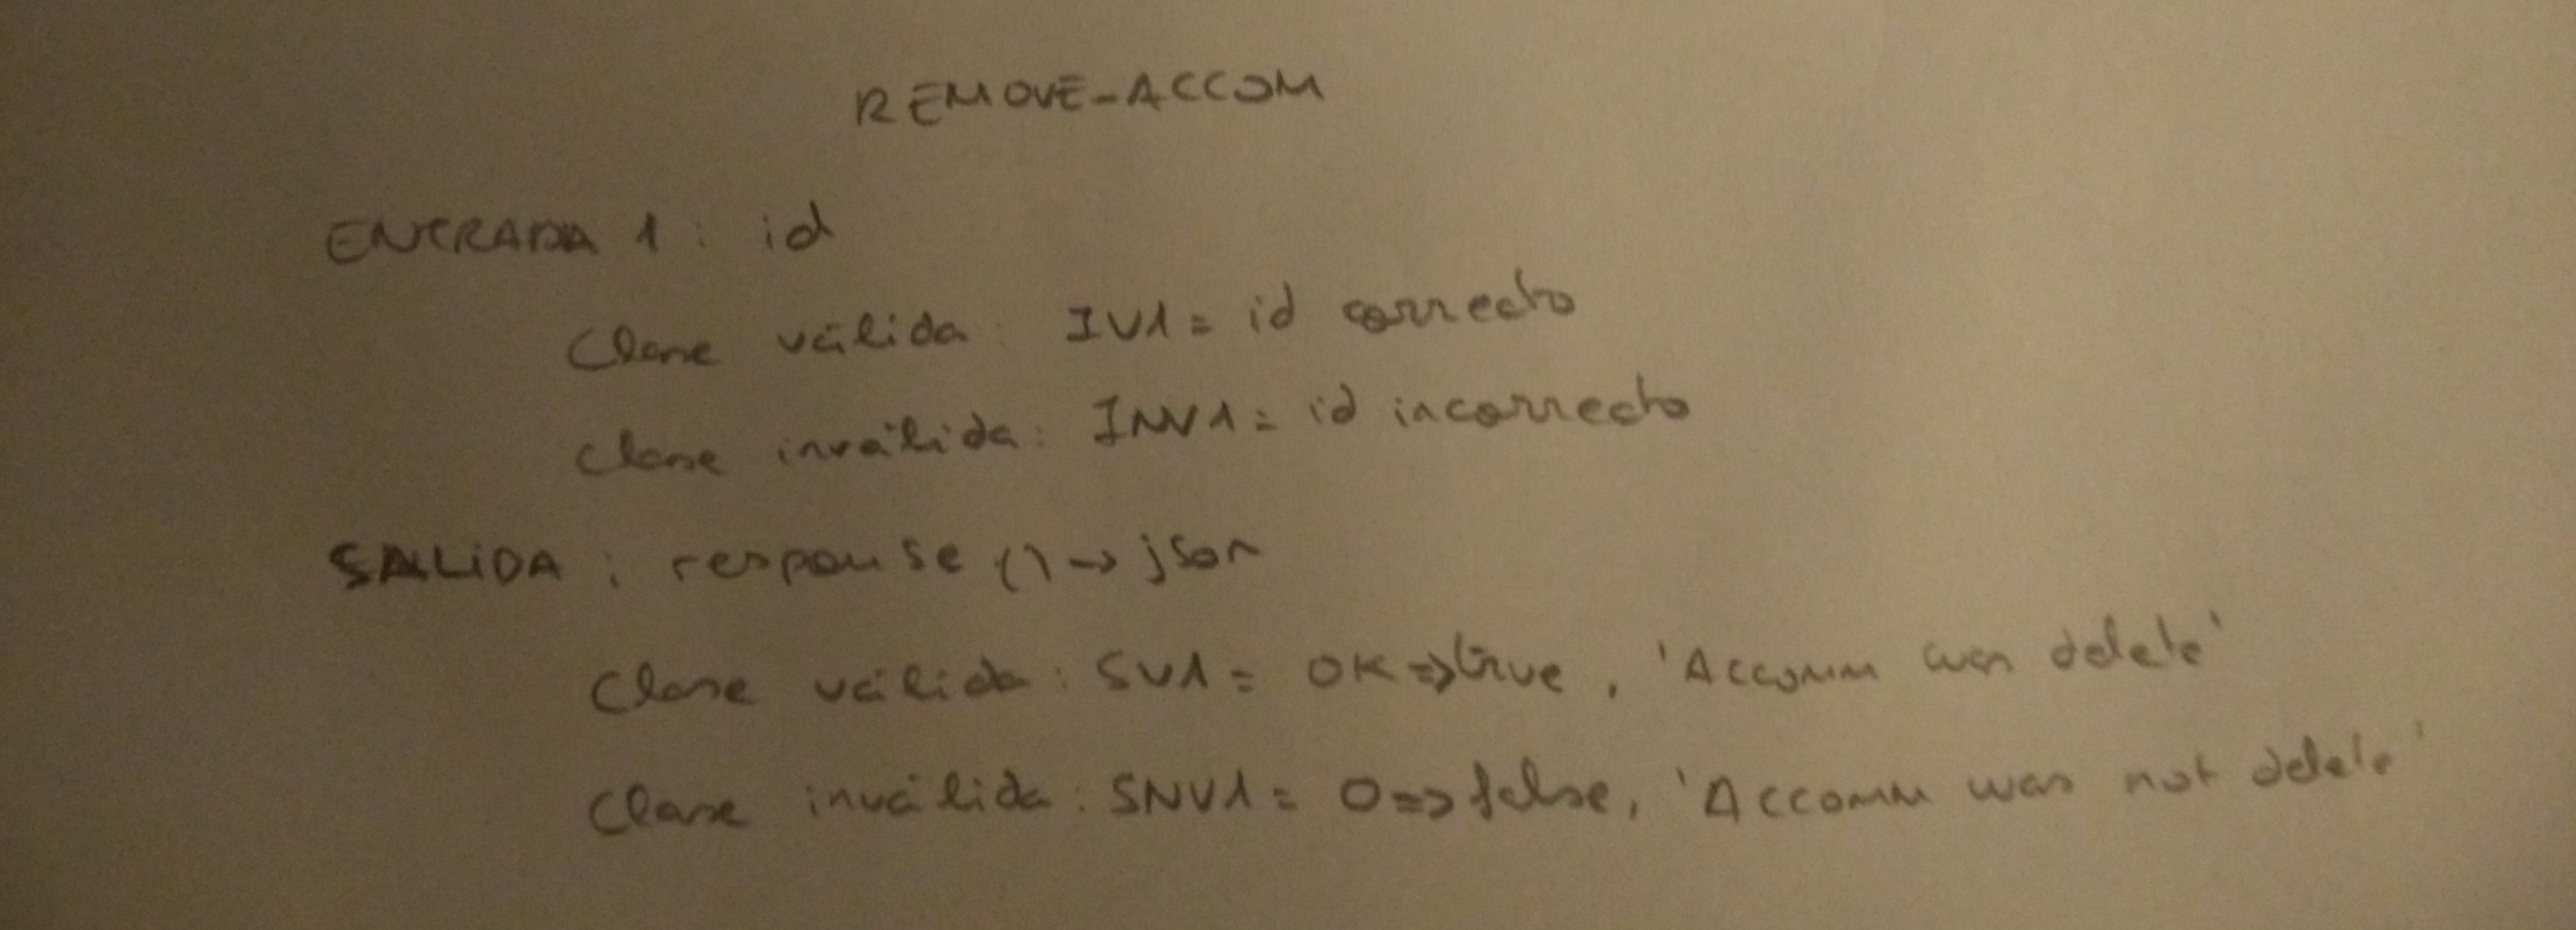 REMOVE-ACCOM
ENTRADA 1: id
Clase válida: IV1 = id correcto
Clase inválida: INV1 = id incorrecto
SALIDA: response()->json
Clase válida: SV1 = OK=>true, 'Accomm was delete'
Clase inválida: SNV1 = O=>false, 'Accomm was not delete'